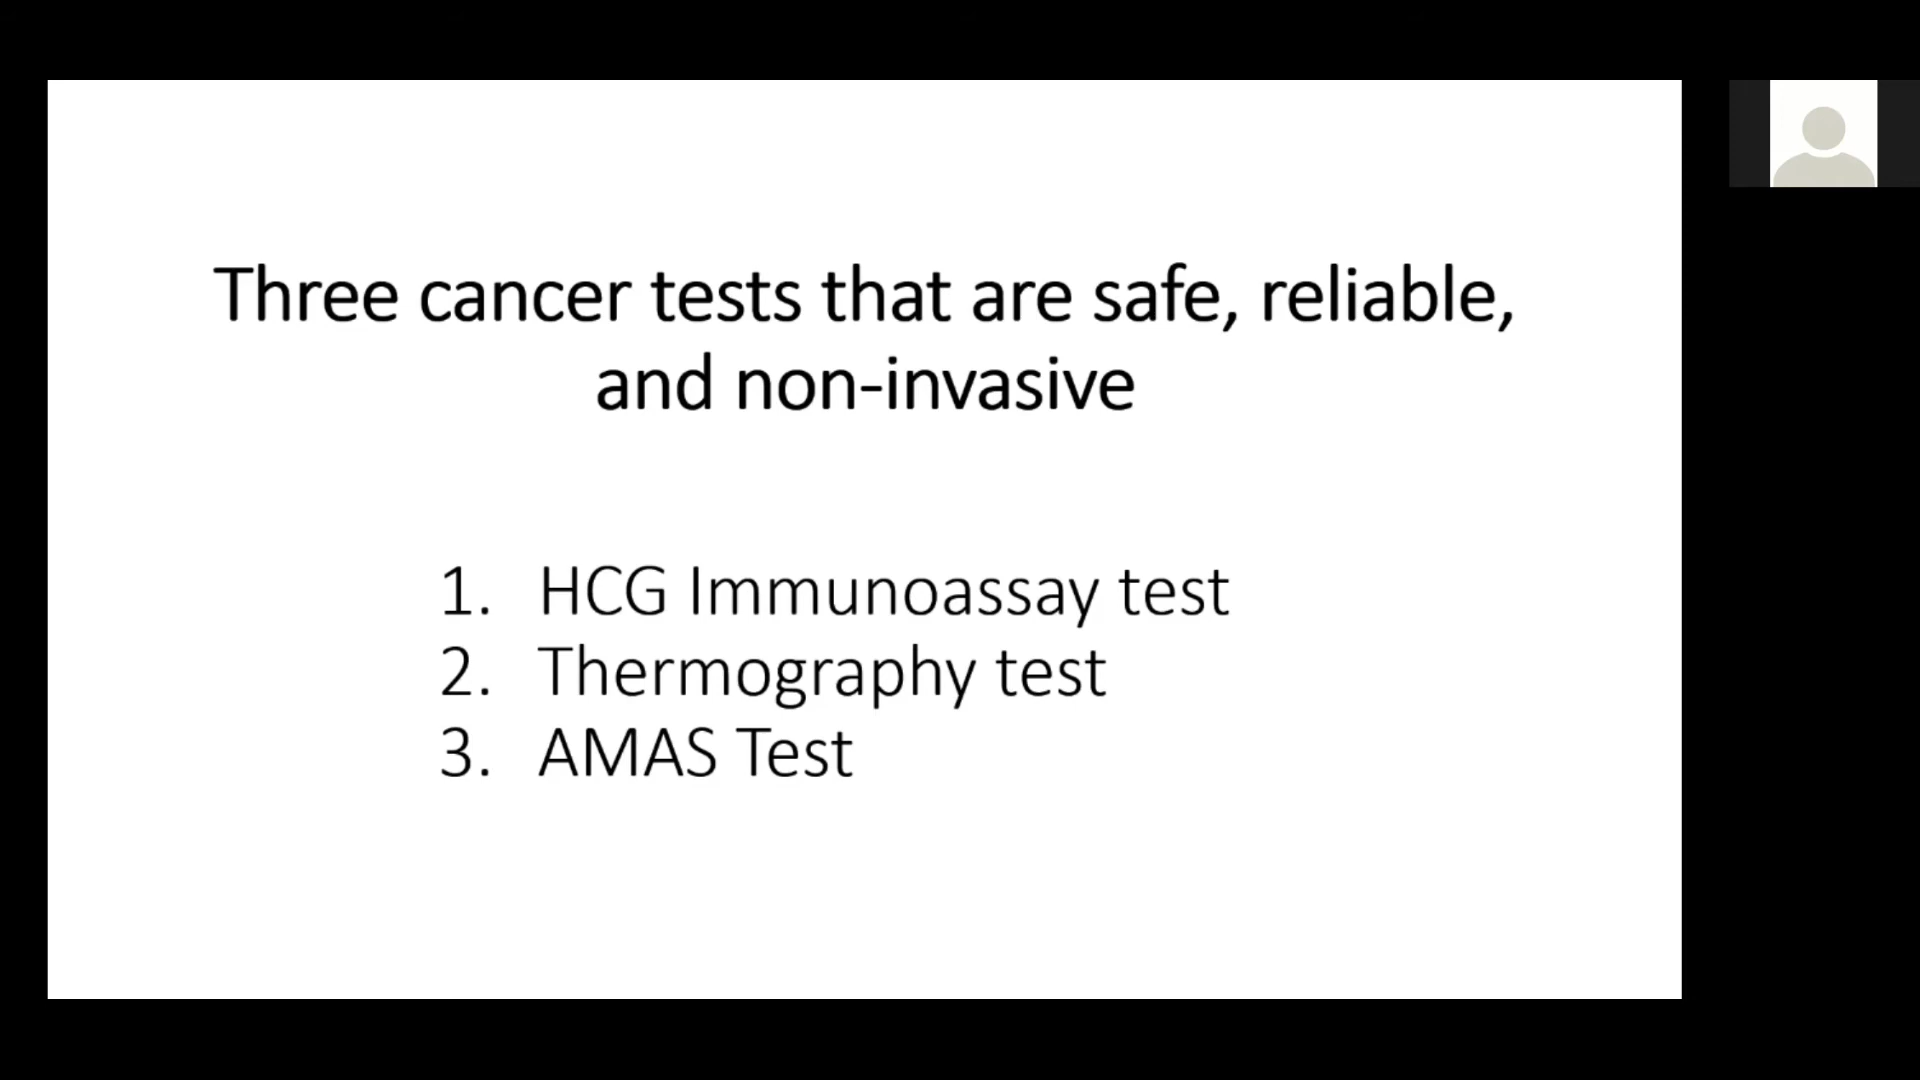 Three cancer tests that are safe, reliable,
and non-invasive
1. HCG Immunoassay test
2. Thermography test
3. AMAS Test